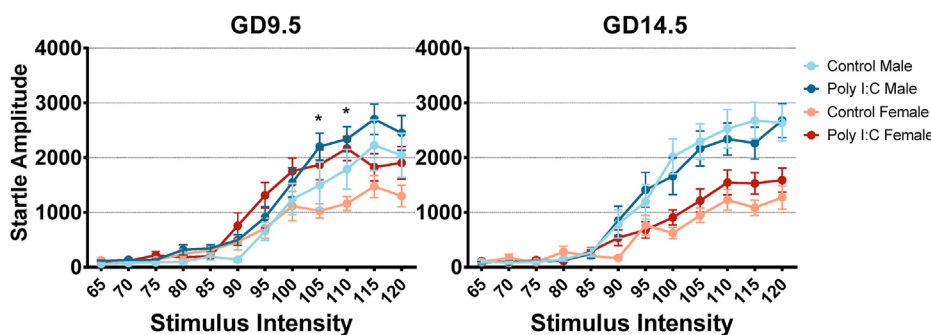 GD9.5
GD14.5
Startle Amplitude
4000
3000
2000
1000
0
* *
65 70 75 80 85 90 95 100 105 110 115 120
Stimulus Intensity
4000
3000
2000
1000
0
65 70 75 80 85 90 95 100 105 110 115 120
Stimulus Intensity
Control Male
Poly I:C Male
Control Female
Poly I:C Female